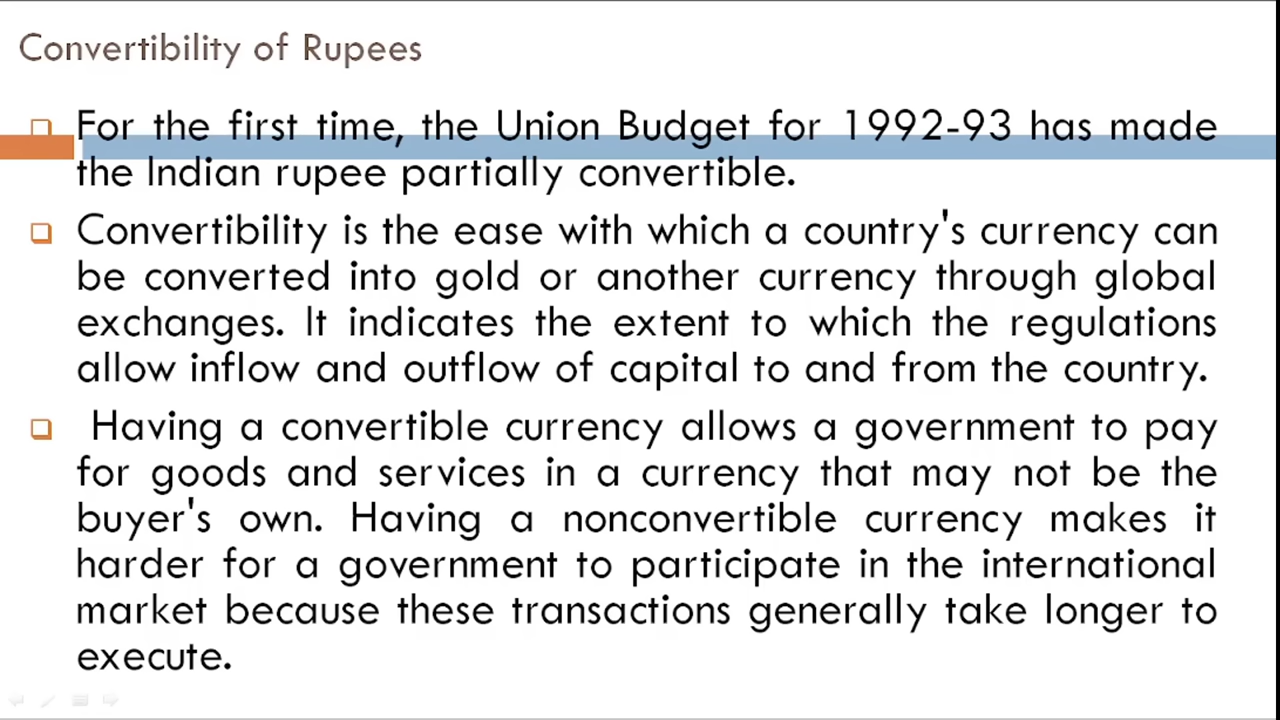 Convertibility of Rupees
For the first time, the Union Budget for 1992-93 has made
the Indian rupee partially convertible.
Convertibility is the ease with which a country's currency can
be converted into gold or another currency through global
exchanges. It indicates the extent to which the regulations
allow inflow and outflow of capital to and from the country.
Having a convertible currency allows a government to pay
for goods and services in a currency that may not be the
buyer's own. Having a nonconvertible currency makes it
harder for a government to participate in the international
market because these transactions generally take longer to
execute.